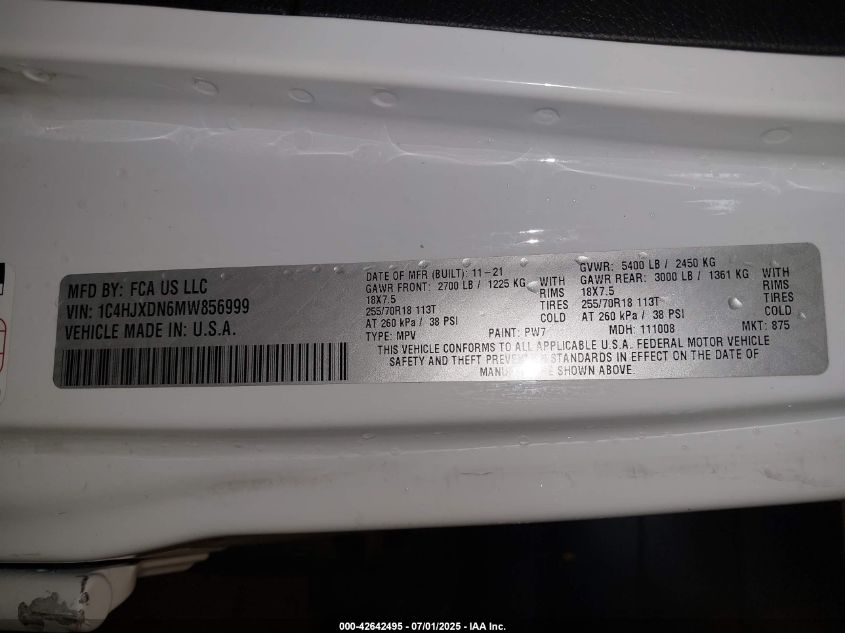 MFD BY: FCA US LLC
VIN: 1C4HJXDN6MW856999
VEHICLE MADE IN: U.S.A.
DATE OF MFR (BUILT): 11-21
GAWR FRONT: 2700 LB / 1225 KG WITH
18X7.5 RIMS
255/70R18 113T TIRES
AT 260 kPa / 38 PSI COLD
GVWR: 5400 LB / 2450 KG
GAWR REAR: 3000 LB / 1361 KG WITH
18X7.5 RIMS
255/70R18 113T TIRES
AT 260 kPa / 38 PSI COLD
TYPE: MPV PAINT: PW7 MDH: 111008 MKT: 875
THIS VEHICLE CONFORMS TO ALL APPLICABLE U.S.A. FEDERAL MOTOR VEHICLE
SAFETY AND THEFT PREVENTION STANDARDS IN EFFECT ON THE DATE OF
MANUFACTURE SHOWN ABOVE.
000-42642495 - 07/01/2025 - IAA Inc.